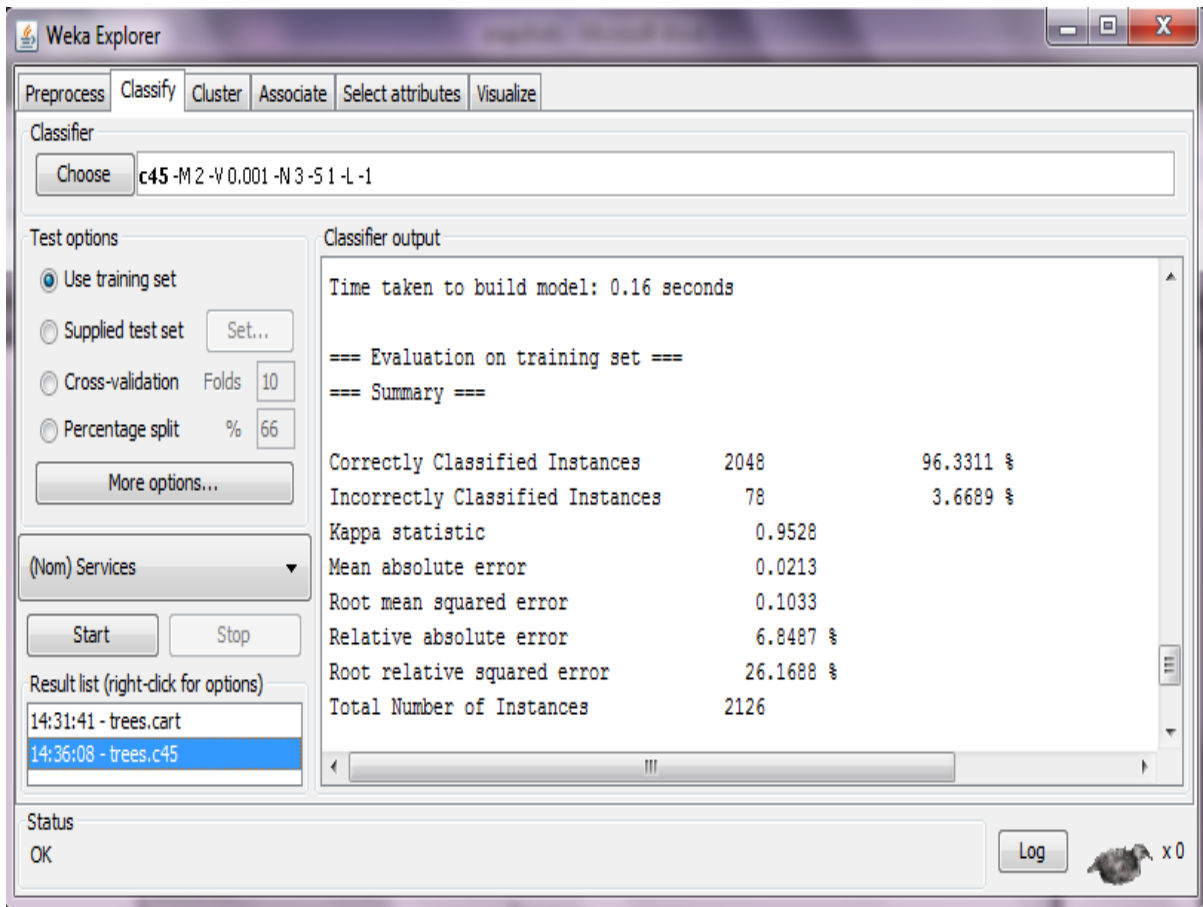 Weka Explorer
X
Preprocess Classify Cluster Associate Select attributes Visualize
Classifier
Choose c45 -M 2 -V 0.001 -N 3 -S 1 -L -1
Test options
Use training set
Supplied test set Set...
Cross-validation Folds 10
Percentage split % 66
More options...
(Nom) Services
Start Stop
Result list (right-click for options)
14:31:41 - trees.cart
14:36:08 - trees.c45
Classifier output
Time taken to build model: 0.16 seconds
=== Evaluation on training set ===
=== Summary ===
Correctly Classified Instances 2048 96.3311 %
Incorrectly Classified Instances 78 3.6689 %
Kappa statistic 0.9528
Mean absolute error 0.0213
Root mean squared error 0.1033
Relative absolute error 6.8487 %
Root relative squared error 26.1688 %
Total Number of Instances 2126
Status
OK
Log x 0